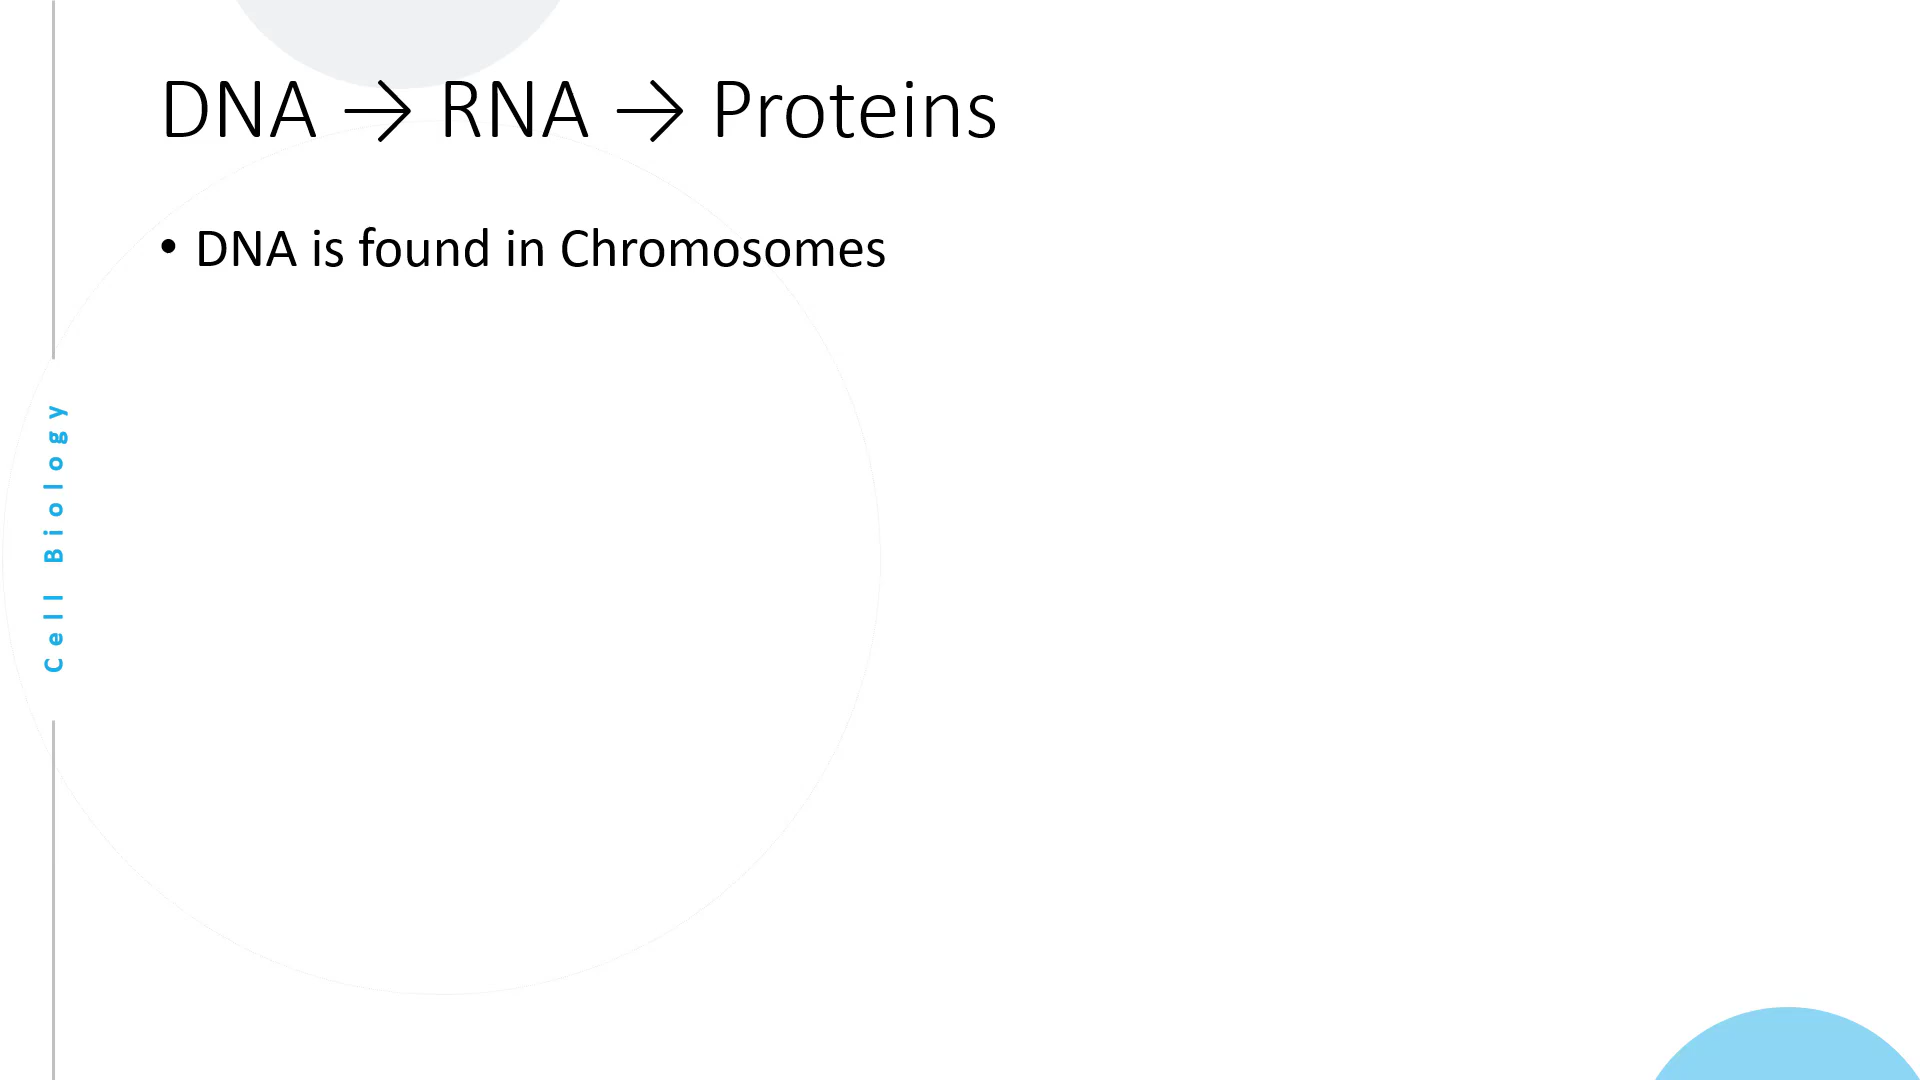 DNA → RNA → Proteins
• DNA is found in Chromosomes
Cell Biology